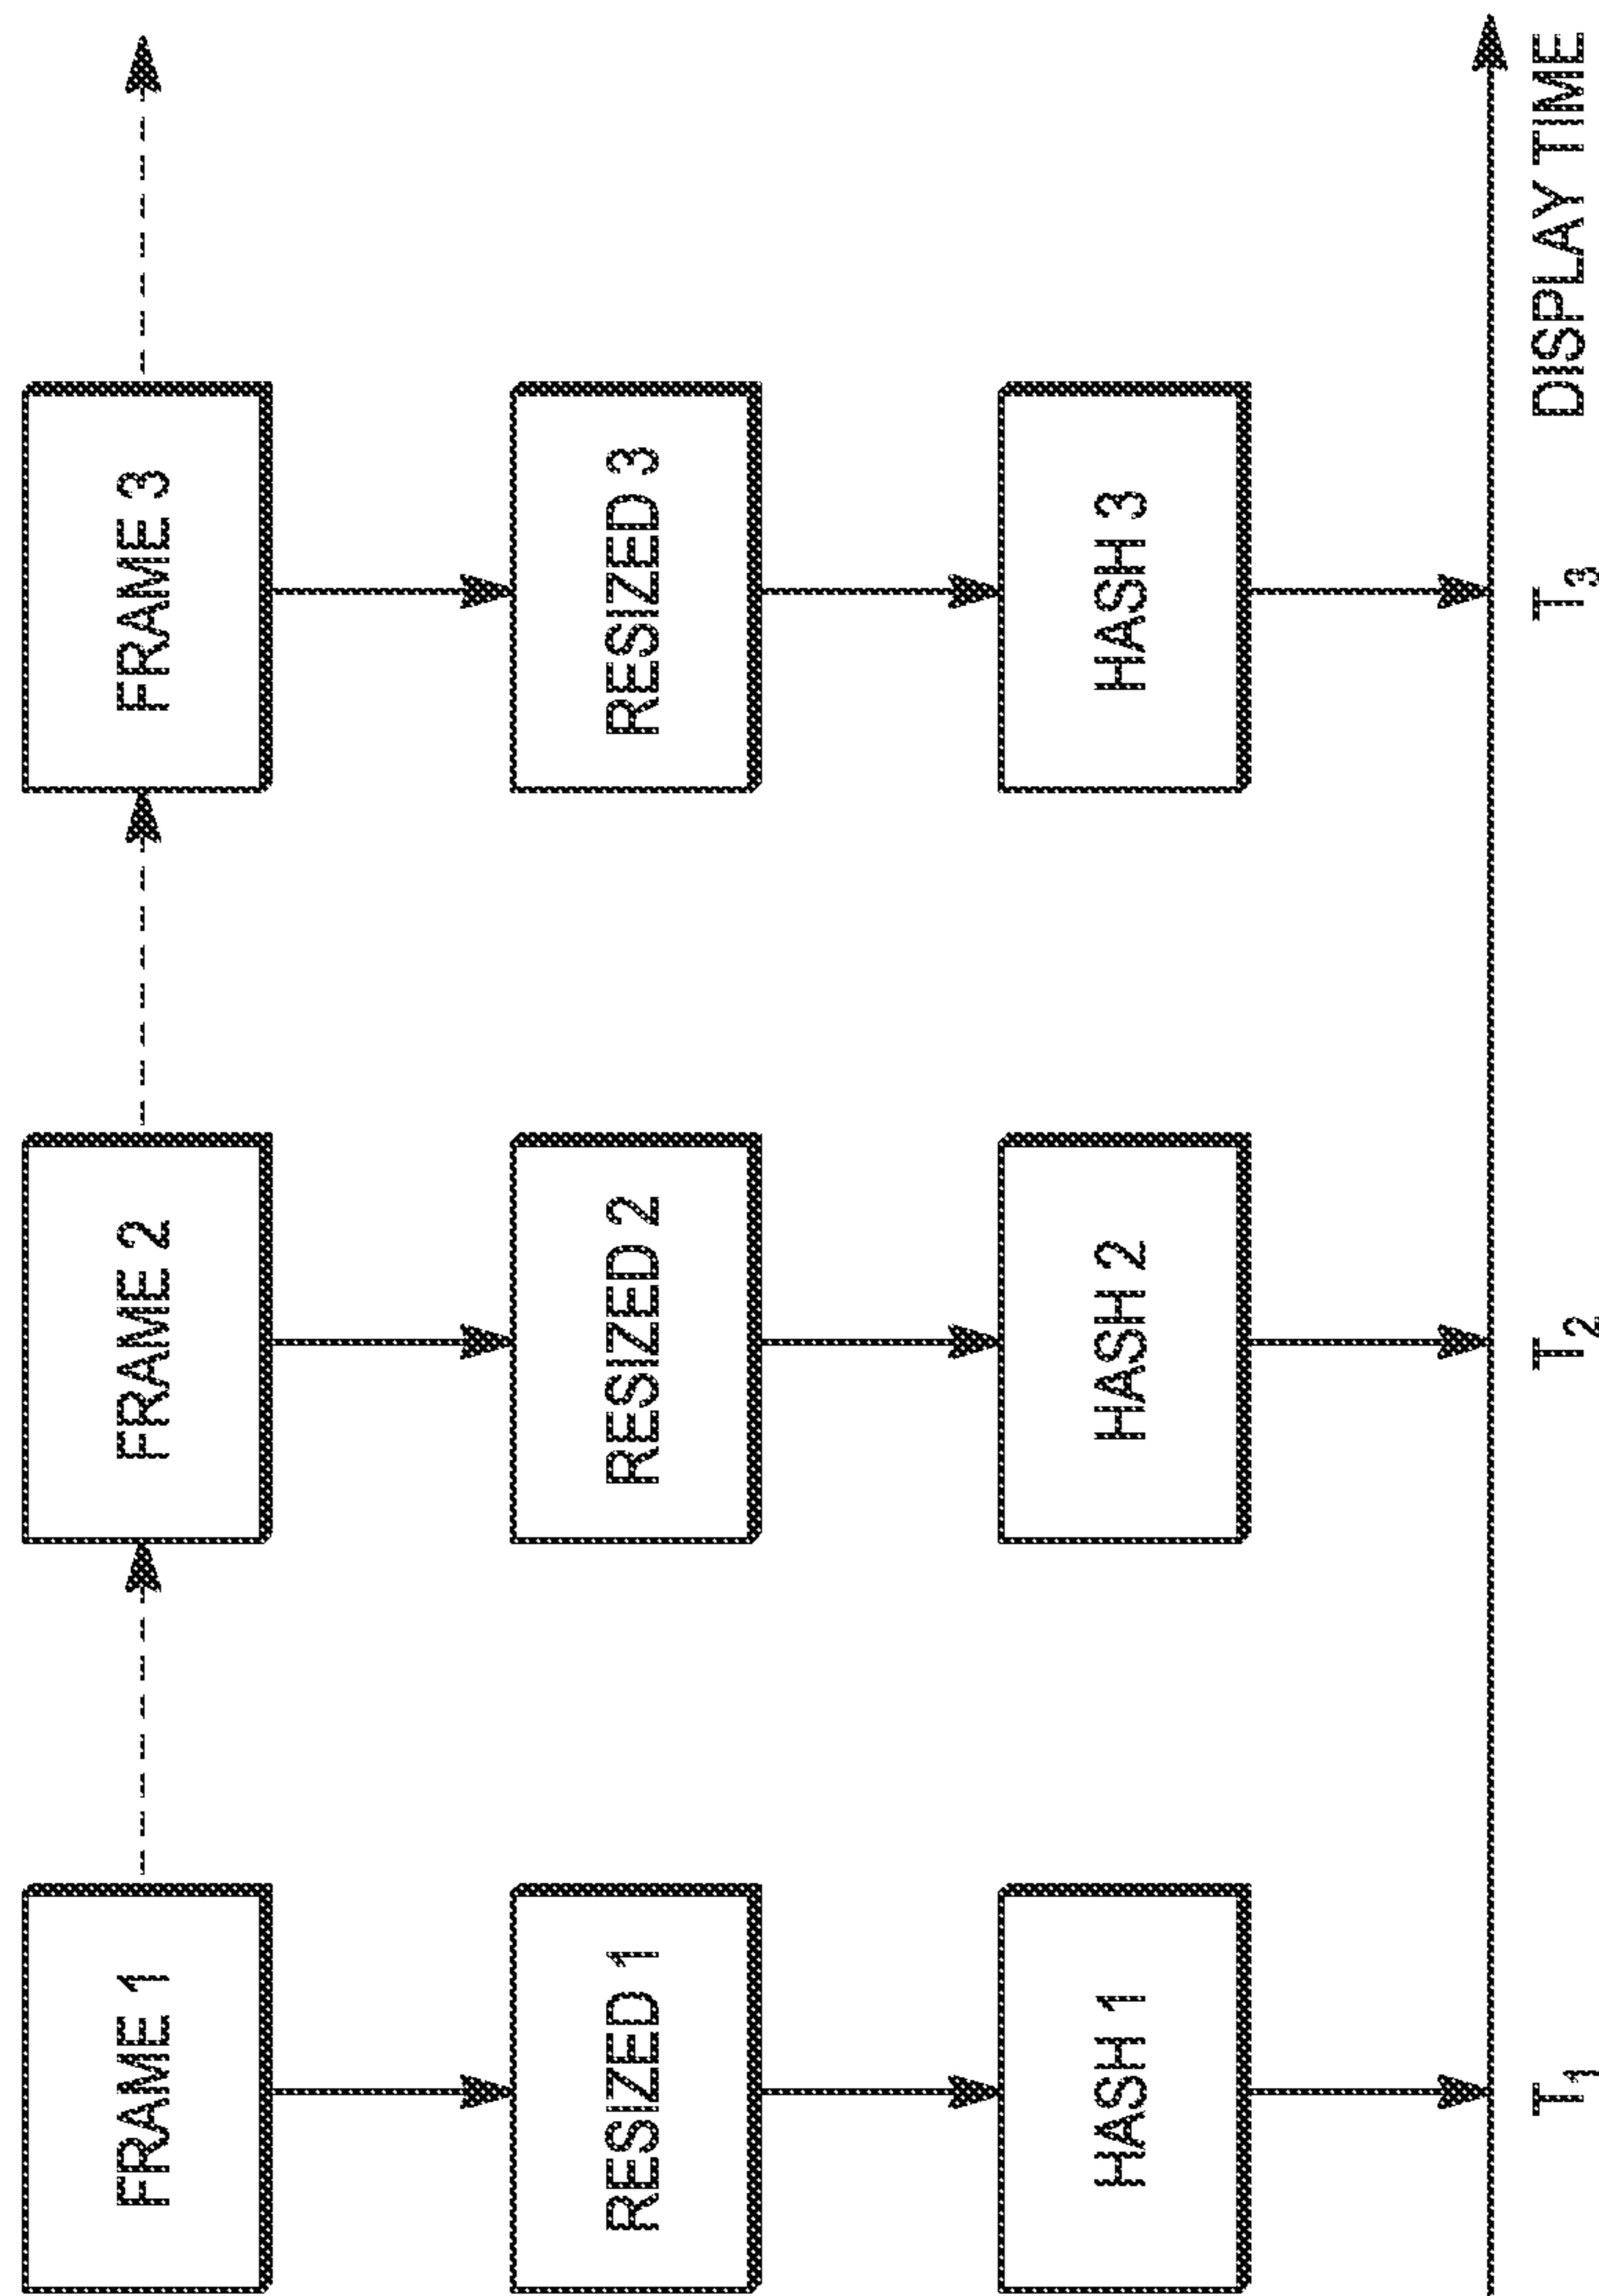 FRAME 1
FRAME 2
FRAME 3
RESIZED 1
RESIZED 2
RESIZED 3
HASH 1
HASH 2
HASH 3
T1
T2
T3
DISPLAY TIME